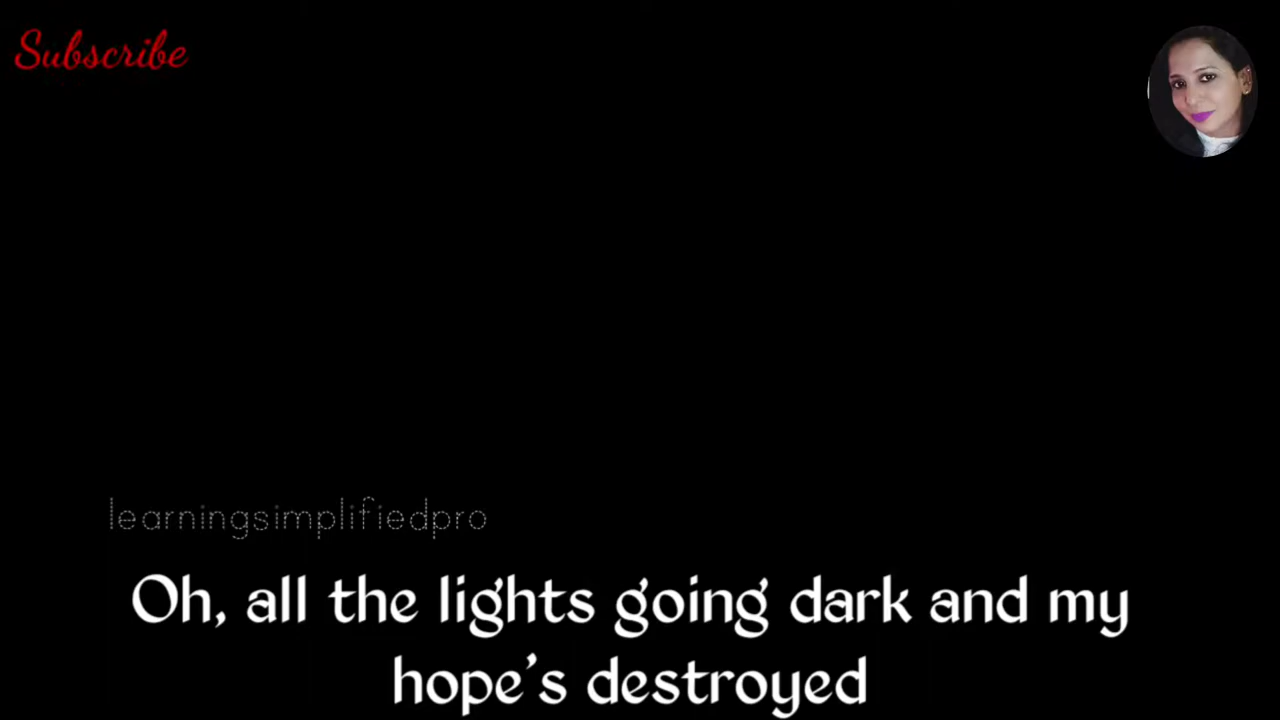 Subscribe
learningsimplifiedpro
Oh, all the lights going dark and my
hope's destroyed